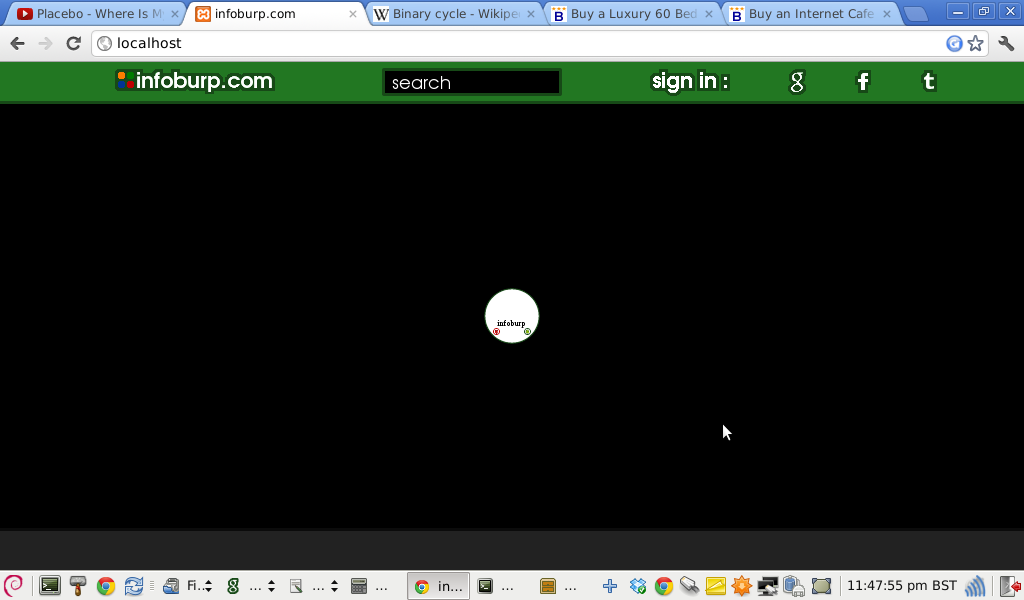 Placebo - Where Is M
infoburp.com
Binary cycle - Wikipe
Buy a Luxury 60 Bed
Buy an Internet Cafe
localhost
infoburp.com
search
sign in :
g
f
t
infoburp
Fi...
...
...
...
in...
...
...
11:47:55 pm BST